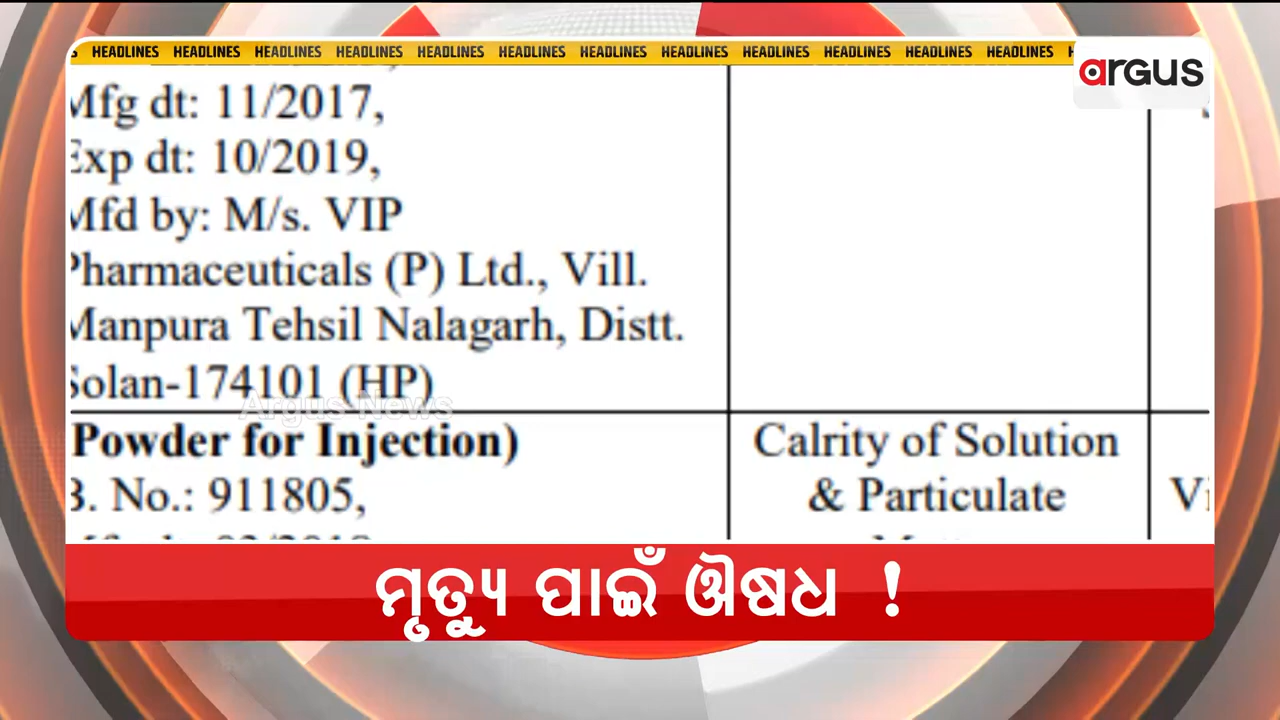 HEADLINES HEADLINES HEADLINES HEADLINES HEADLINES HEADLINES HEADLINES HEADLINES HEADLINES HEADLINES HEADLINES HEADLINES
argus
Mfg dt: 11/2017,
Exp dt: 10/2019,
Mfd by: M/s. VIP
Pharmaceuticals (P) Ltd., Vill.
Manpura Tehsil Nalagarh, Distt.
Solan-174101 (HP)
Argus News
Powder for Injection)
B. No.: 911805,
Calrity of Solution
& Particulate
ମୃତ୍ୟୁ ପାଇଁ ଔଷଧ !